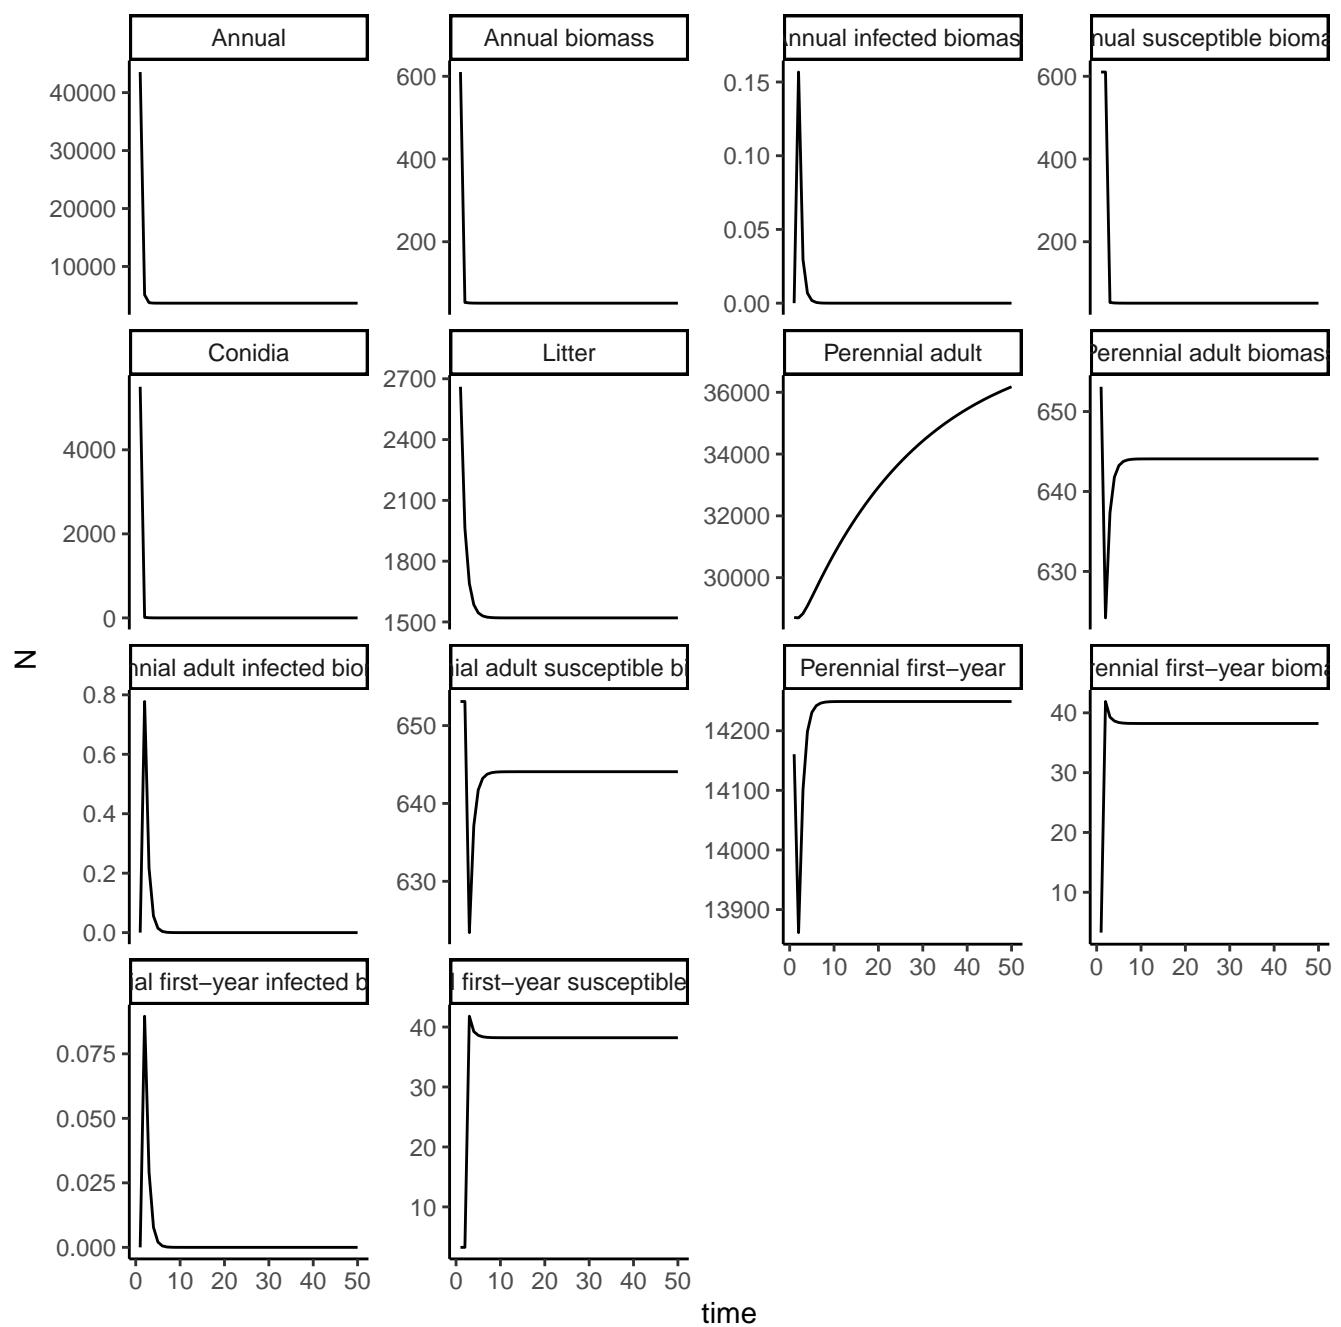 Annual
Annual biomass
nnual infected biomas
nual susceptible bioma
40000
30000
20000
10000
600
400
200
0.15
0.10
0.05
0.00
600
400
200
Conidia
Litter
Perennial adult
Perennial adult biomass
4000
2000
0
2700
2400
2100
1800
1500
36000
34000
32000
30000
650
640
630
N
nnial adult infected bior
nial adult susceptible bi
Perennial first−year
rennial first−year bioma
0.8
0.6
0.4
0.2
0.0
650
640
630
14200
14100
14000
13900
40
30
20
10
0 10 20 30 40 50
0 10 20 30 40 50
ial first−year infected b
l first−year susceptible
0.075
0.050
0.025
0.000
40
30
20
10
0 10 20 30 40 50
0 10 20 30 40 50
time